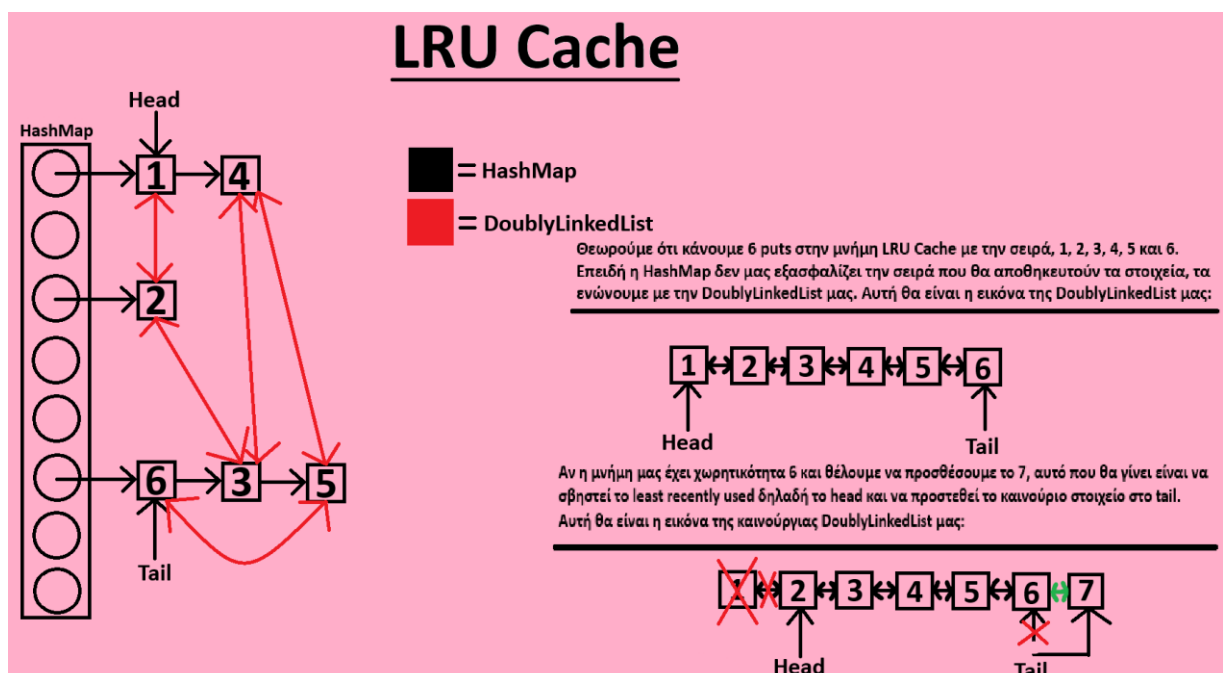 LRU Cache
Head
HashMap
1 4
2
6 3 5
Tail
= HashMap
= DoublyLinkedList
Θεωρούμε ότι κάνουμε 6 puts στην μνήμη LRU Cache με την σειρά, 1, 2, 3, 4, 5 και 6.
Επειδή η HashMap δεν μας εξασφαλίζει την σειρά που θα αποθηκευτούν τα στοιχεία, τα
ενώνουμε με την DoublyLinkedList μας. Αυτή θα είναι η εικόνα της DoublyLinkedList μας:
1 2 3 4 5 6
Head Tail
Αν η μνήμη μας έχει χωρητικότητα 6 και θέλουμε να προσθέσουμε το 7, αυτό που θα γίνει είναι να
σβηστεί το least recently used δηλαδή το head και να προστεθεί το καινούριο στοιχείο στο tail.
Αυτή θα είναι η εικόνα της καινούργιας DoublyLinkedList μας:
1 2 3 4 5 6 7
Head Tail